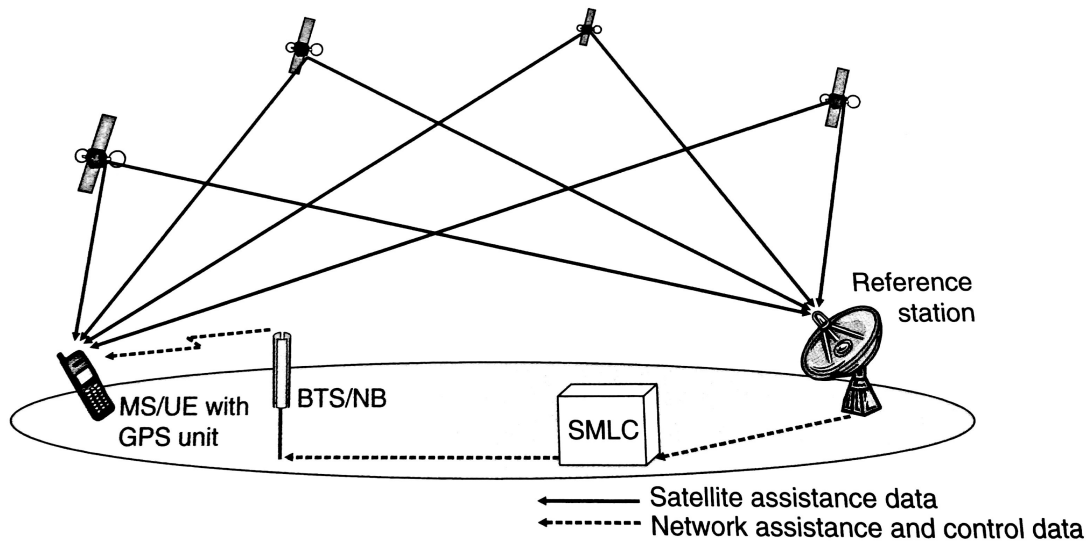 Reference
station
MS/UE with
GPS unit
BTS/NB
SMLC
Satellite assistance data
Network assistance and control data